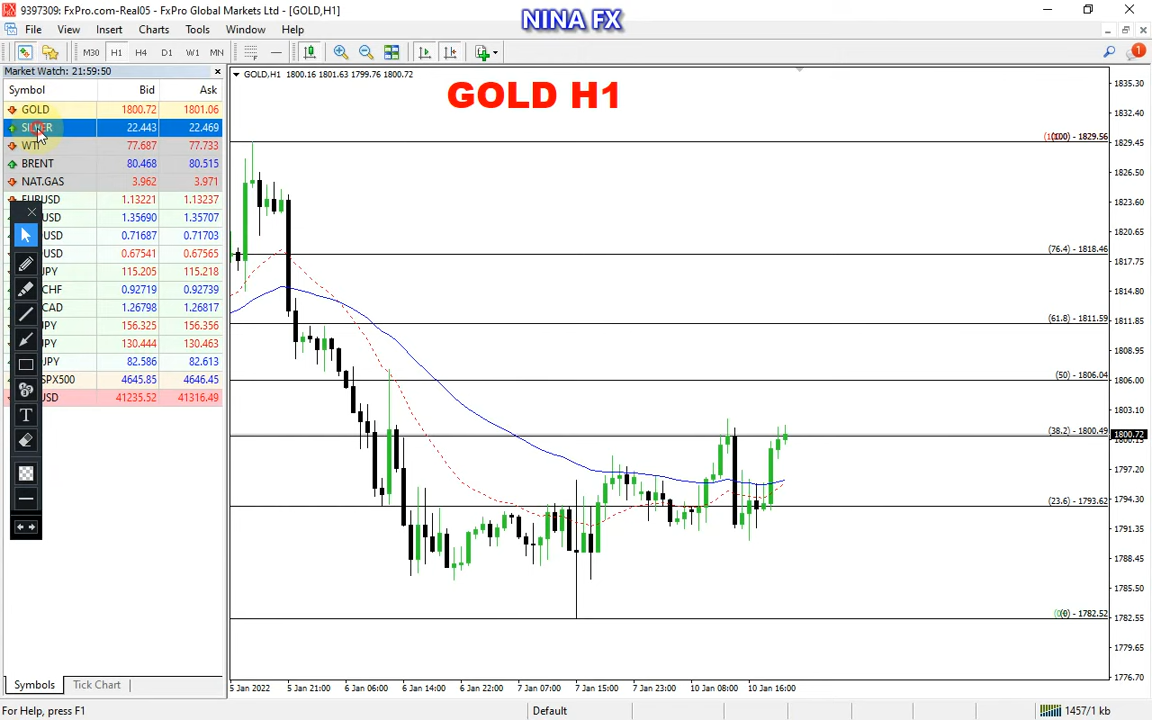 9397309: FxPro.com-Real05 - FxPro Global Markets Ltd - [GOLD,H1]
NINA FX
File View Insert Charts Tools Window Help
M30 H1 H4 D1 W1 MN
1
Market Watch: 21:59:50
Symbol Bid Ask
GOLD 1800.72 1801.06
SILVER 22.443 22.469
WTI 77.687 77.733
BRENT 80.468 80.515
NAT.GAS 3.962 3.971
EURUSD 1.13221 1.13237
USD 1.35690 1.35707
USD 0.71687 0.71703
USD 0.67541 0.67565
JPY 115.205 115.218
CHF 0.92719 0.92739
CAD 1.26798 1.26817
JPY 156.325 156.356
JPY 130.444 130.463
JPY 82.586 82.613
SPX500 4645.85 4646.45
USD 41235.52 41316.49
T
Symbols Tick Chart
GOLD,H1 1800.16 1801.63 1799.76 1800.72
GOLD H1
(100) - 1829.56
(76.4) - 1818.46
(61.8) - 1811.59
(50) - 1806.04
(38.2) - 1800.49
(23.6) - 1793.62
(0) - 1782.52
1835.30
1832.40
1829.45
1826.50
1823.60
1820.65
1817.75
1814.80
1811.85
1808.95
1806.00
1803.10
1800.72
1800.15
1797.20
1794.30
1791.35
1788.45
1785.50
1782.55
1779.65
1776.70
5 Jan 2022 5 Jan 21:00 6 Jan 06:00 6 Jan 14:00 6 Jan 22:00 7 Jan 07:00 7 Jan 15:00 7 Jan 23:00 10 Jan 08:00 10 Jan 16:00
For Help, press F1
Default
1457/1 kb